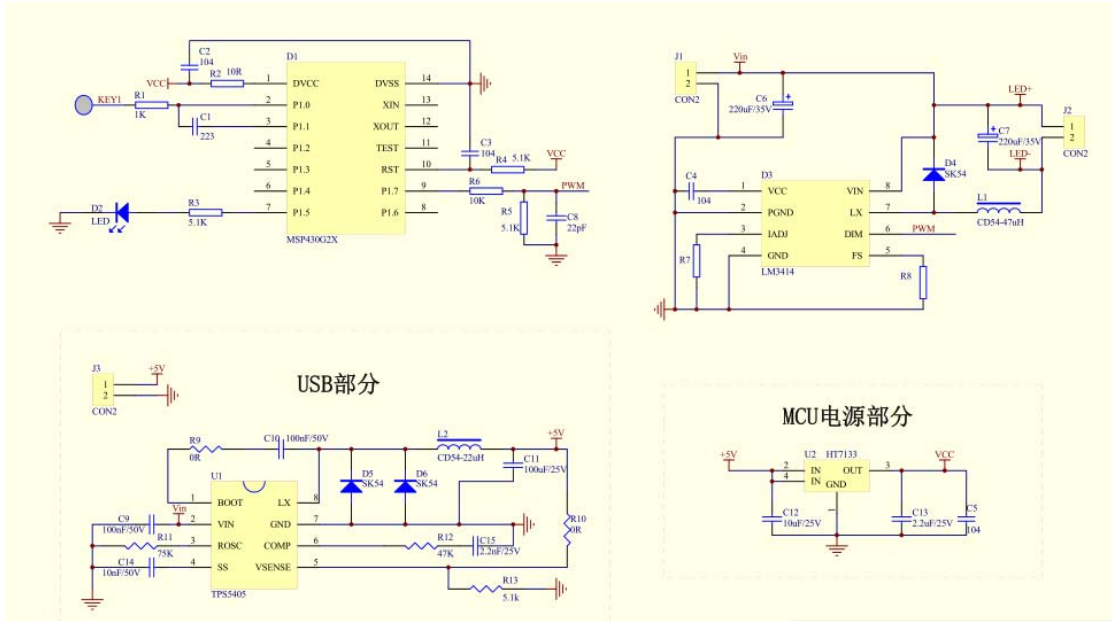 C2
104
VCC
R2 10R
KEY1
R1
1K
C1
223
D1
1 DVCC DVSS 14
2 P1.0 XIN 13
3 P1.1 XOUT 12
4 P1.2 TEST 11
5 P1.3 RST 10
6 P1.4 P1.7 9
7 P1.5 P1.6 8
MSP430G2X
D2
LED
R3
5.1K
C3
104
R4 5.1K
VCC
R6
10K
PWM
R5
5.1K
C8
22pF
J1
1
2
CON2
Vin
C6
220uF/35V
LED+
C7
220uF/35V
LED-
J2
1
2
CON2
D4
SK54
C4
104
D3
1 VCC VIN 8
2 PGND LX 7
3 IADJ DIM 6
4 GND FS 5
LM3414
L1
CD54-47uH
PWM
R7
R8
USB部分
J3
1
2
CON2
+5V
R9
0R
C10 100nF/50V
L2
CD54-22uH
+5V
C11
100uF/25V
D5
SK54
D6
SK54
U1
1 BOOT LX 8
2 VIN GND 7
3 ROSC COMP 6
4 SS VSENSE 5
TPS5405
Vin
C9
100nF/50V
R11
75K
C14
10nF/50V
R12
47K
C15
2.2nF/25V
R10
0R
R13
5.1k
MCU电源部分
+5V
U2 HT7133
2 IN OUT 3
4 IN
GND
1
VCC
C12
10uF/25V
C13
2.2uF/25V
C5
104